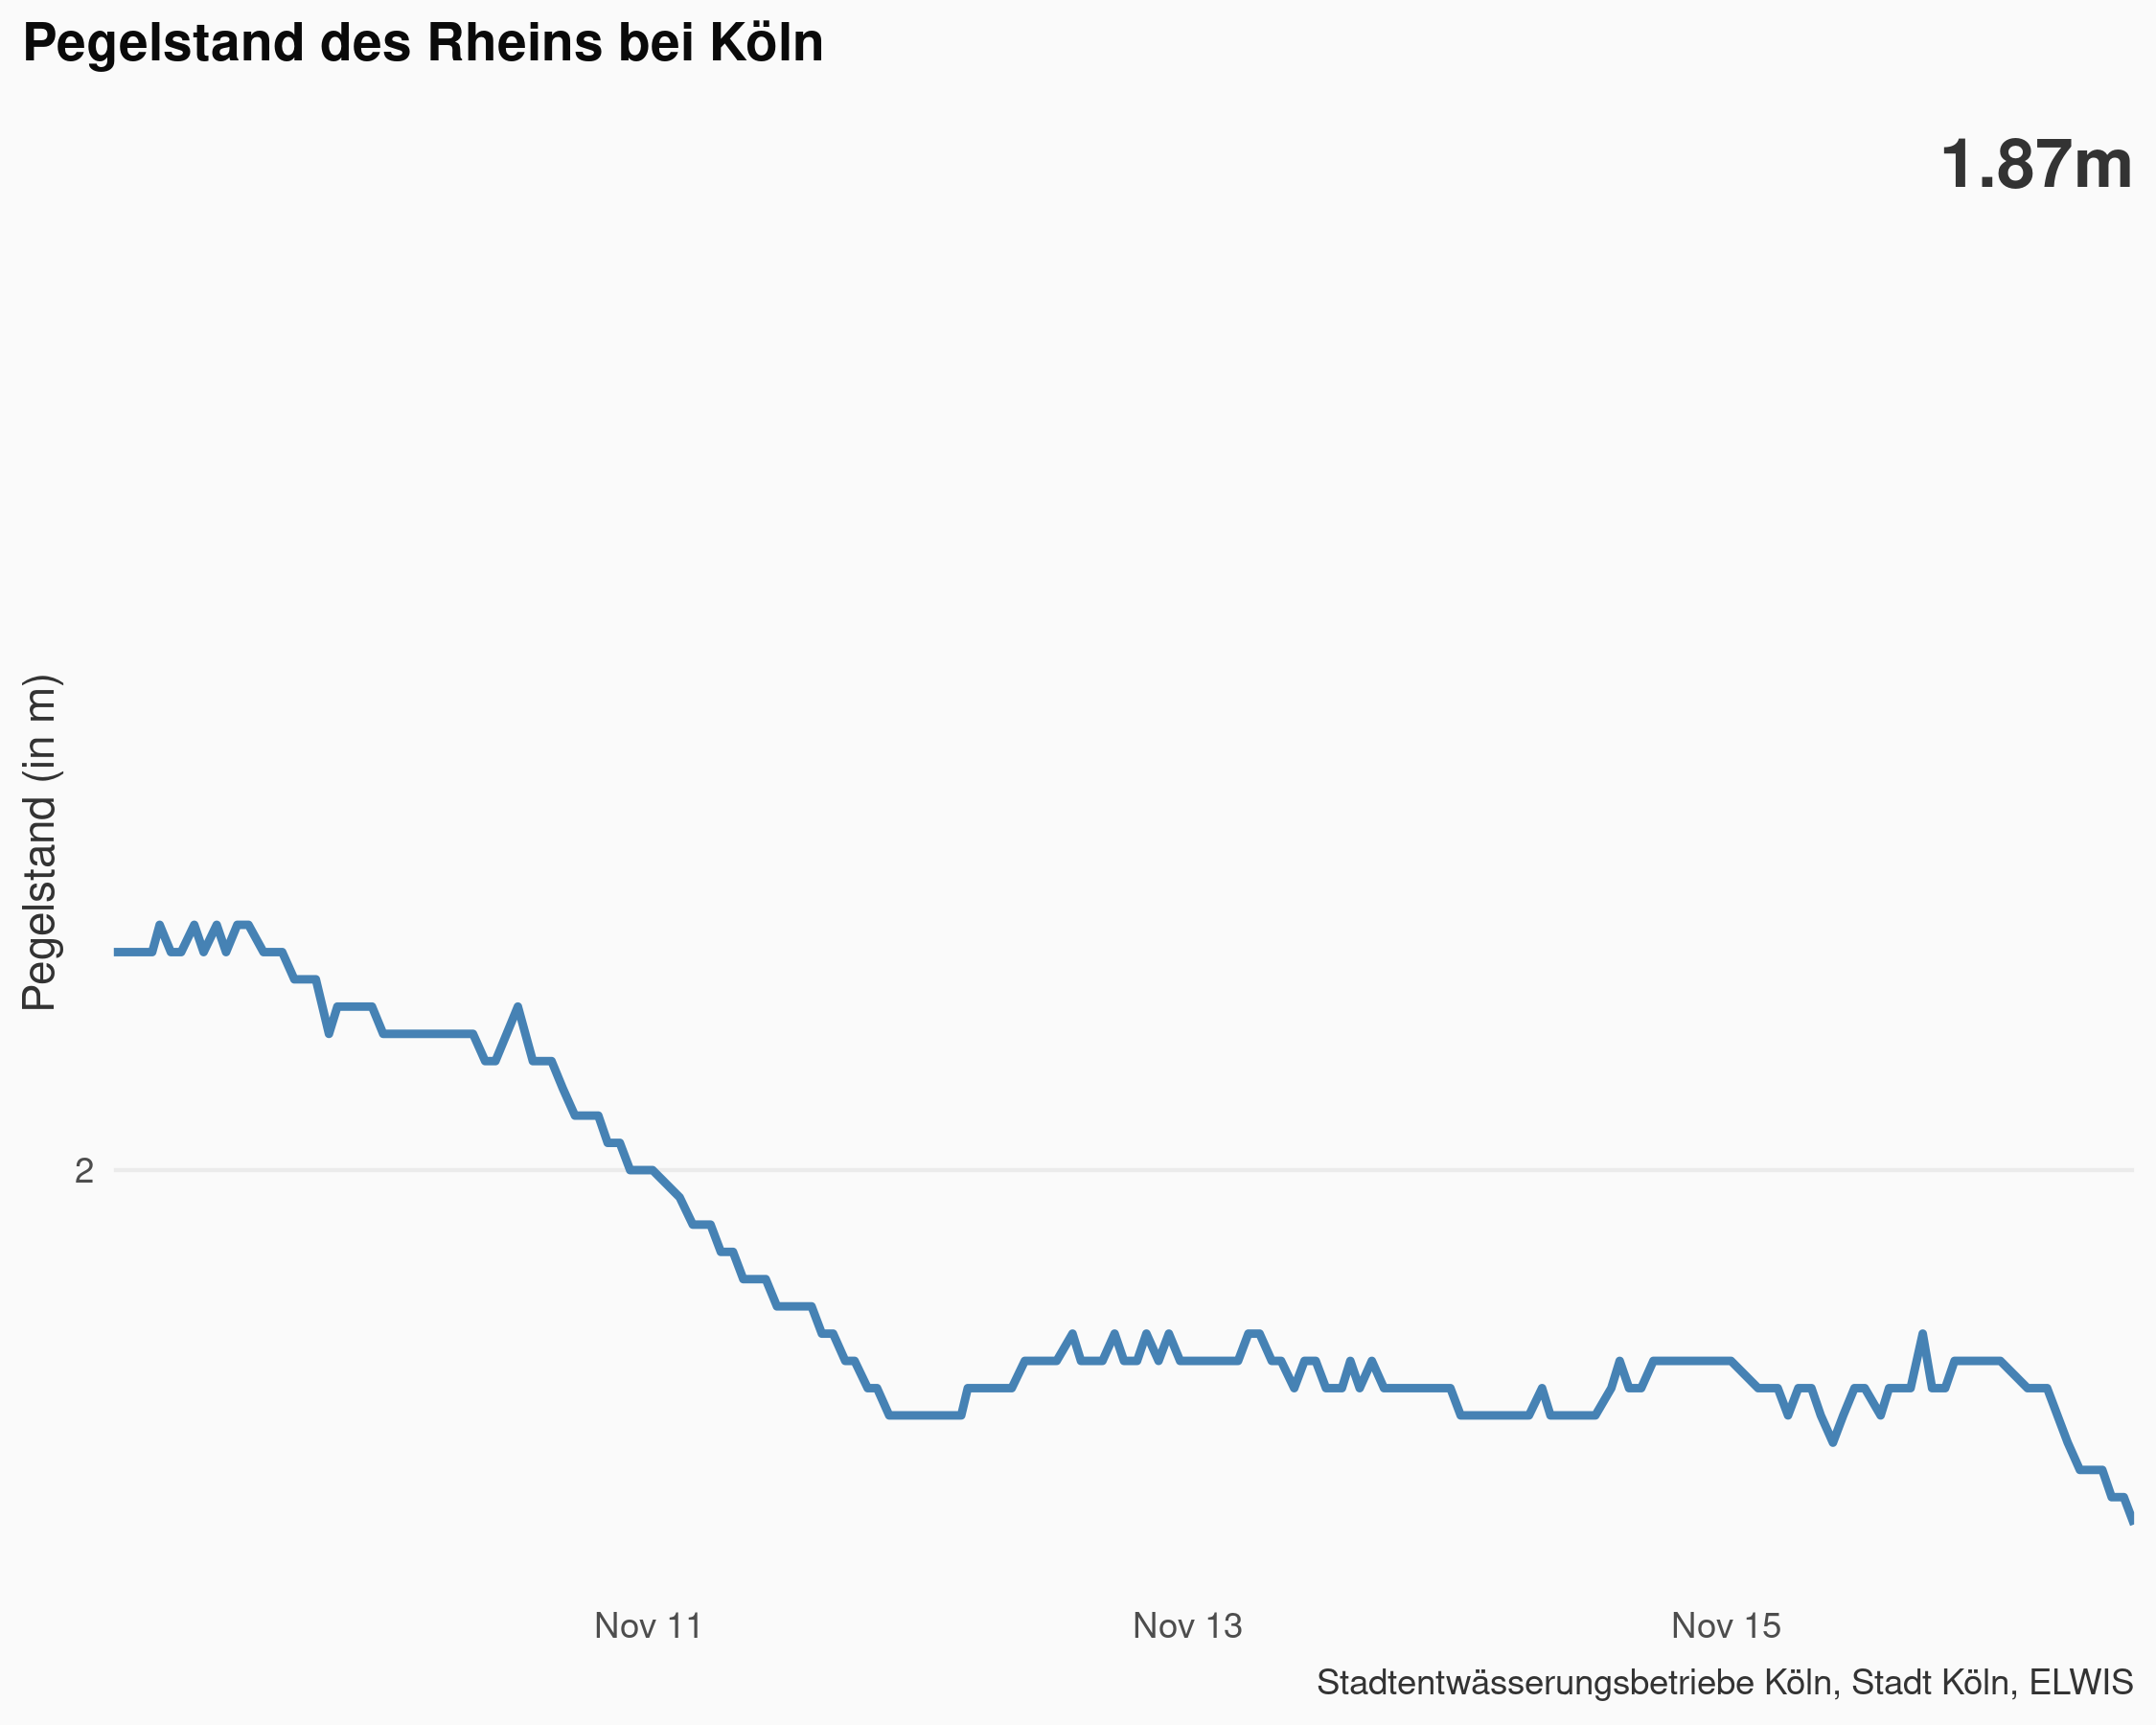 Pegelstand des Rheins bei Köln
1.87m
Pegelstand (in m)
2
Nov 11
Nov 13
Nov 15
Stadtentwässerungsbetriebe Köln, Stadt Köln, ELWIS